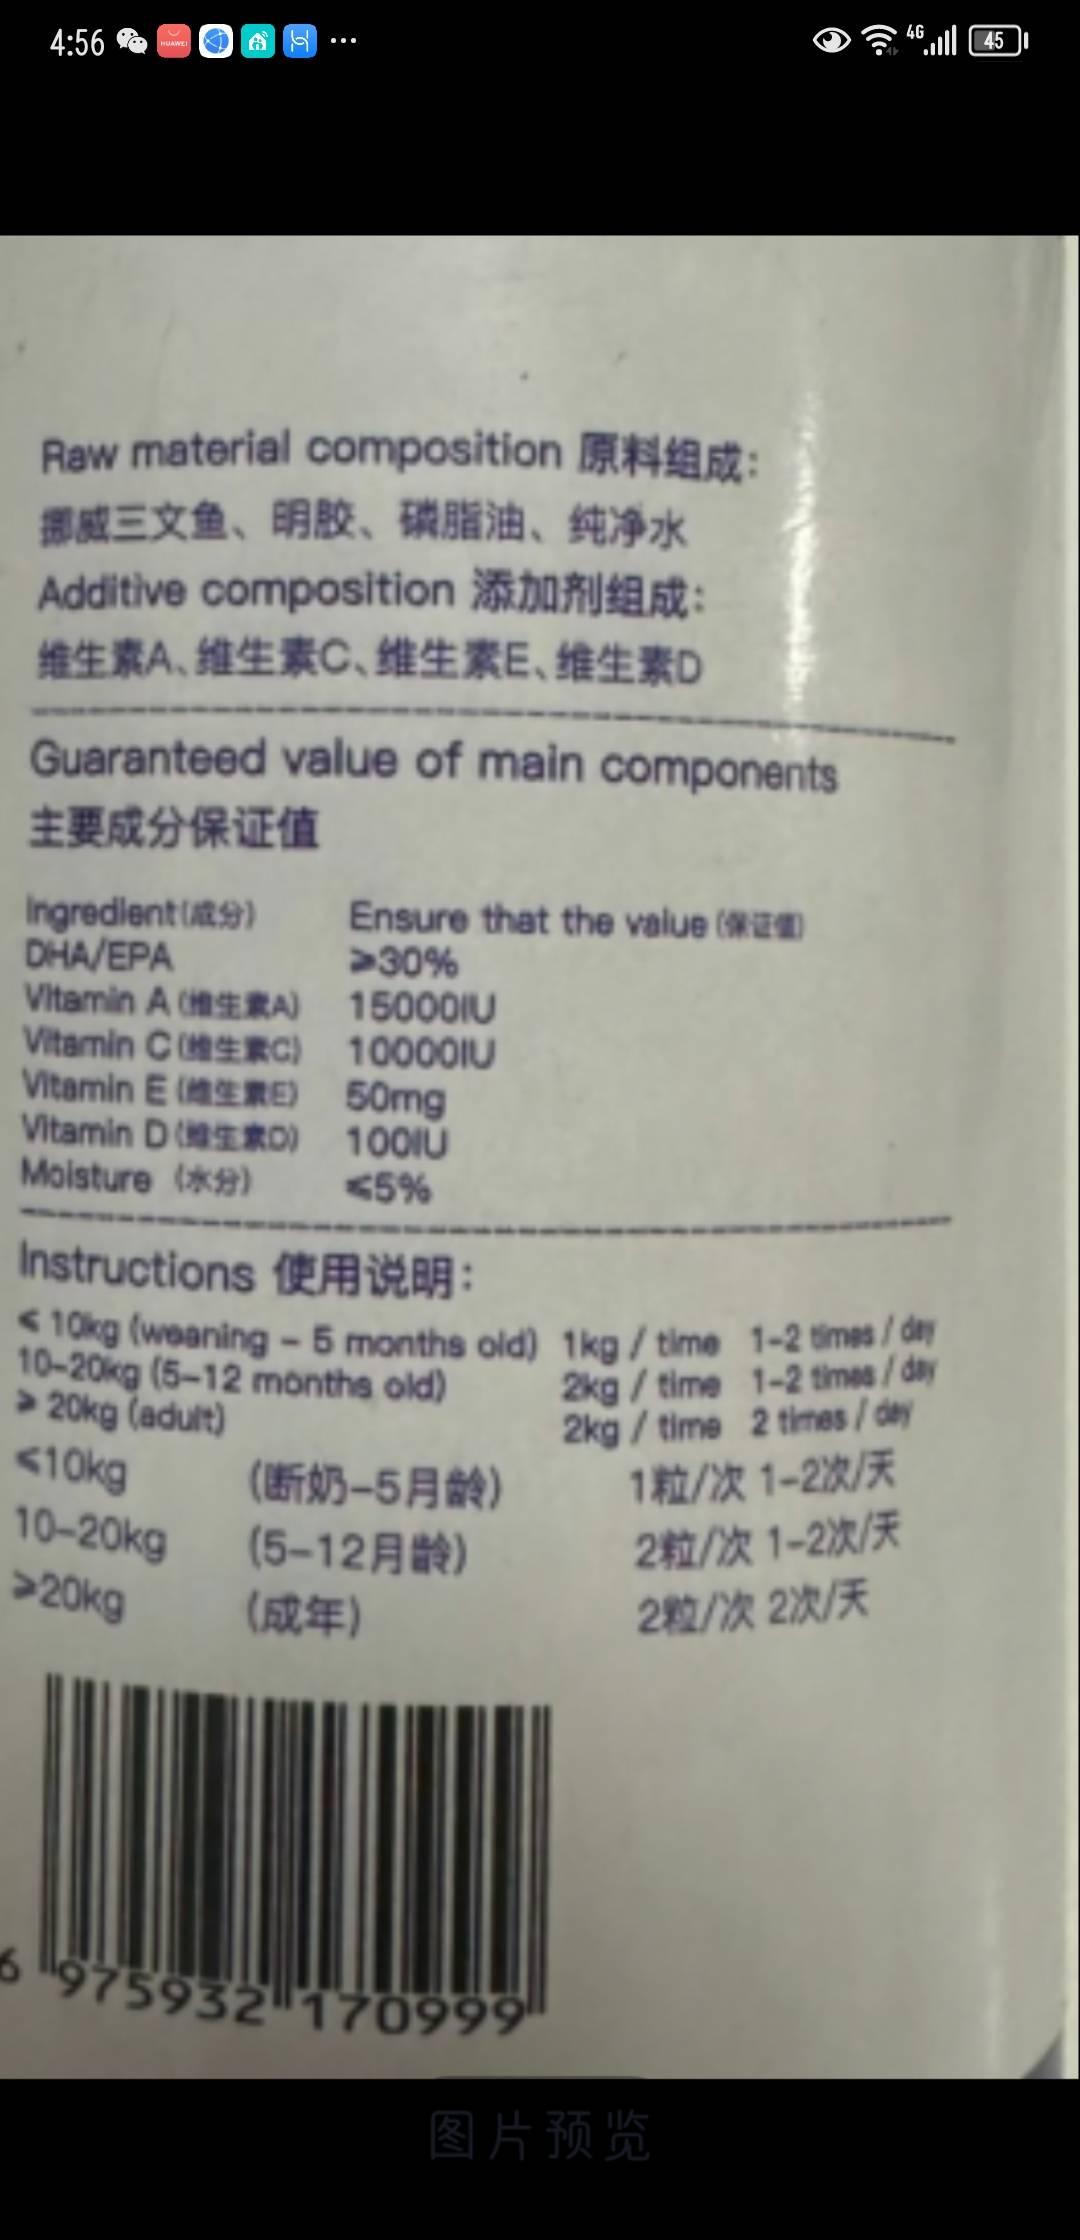 4:56
HUAWEI
4G
45
Raw material composition 原料组成：
挪威三文鱼、明胶、磷脂油、纯净水
Additive composition 添加剂组成：
维生素A、维生素C、维生素E、维生素D
Guaranteed value of main components
主要成分保证值
Ingredient(成分) Ensure that the value (保证值)
DHA/EPA ≥30%
Vitamin A (维生素A) 15000IU
Vitamin C (维生素C) 10000IU
Vitamin E (维生素E) 50mg
Vitamin D (维生素D) 100IU
Moisture (水分) ≤5%
Instructions 使用说明：
≤ 10kg (weaning - 5 months old) 1kg / time 1-2 times / day
10-20kg (5-12 months old) 2kg / time 1-2 times / day
≥ 20kg (adult) 2kg / time 2 times / day
≤10kg (断奶-5月龄) 1粒/次 1-2次/天
10-20kg (5-12月龄) 2粒/次 1-2次/天
≥20kg (成年) 2粒/次 2次/天
6 975932 170999
图片预览